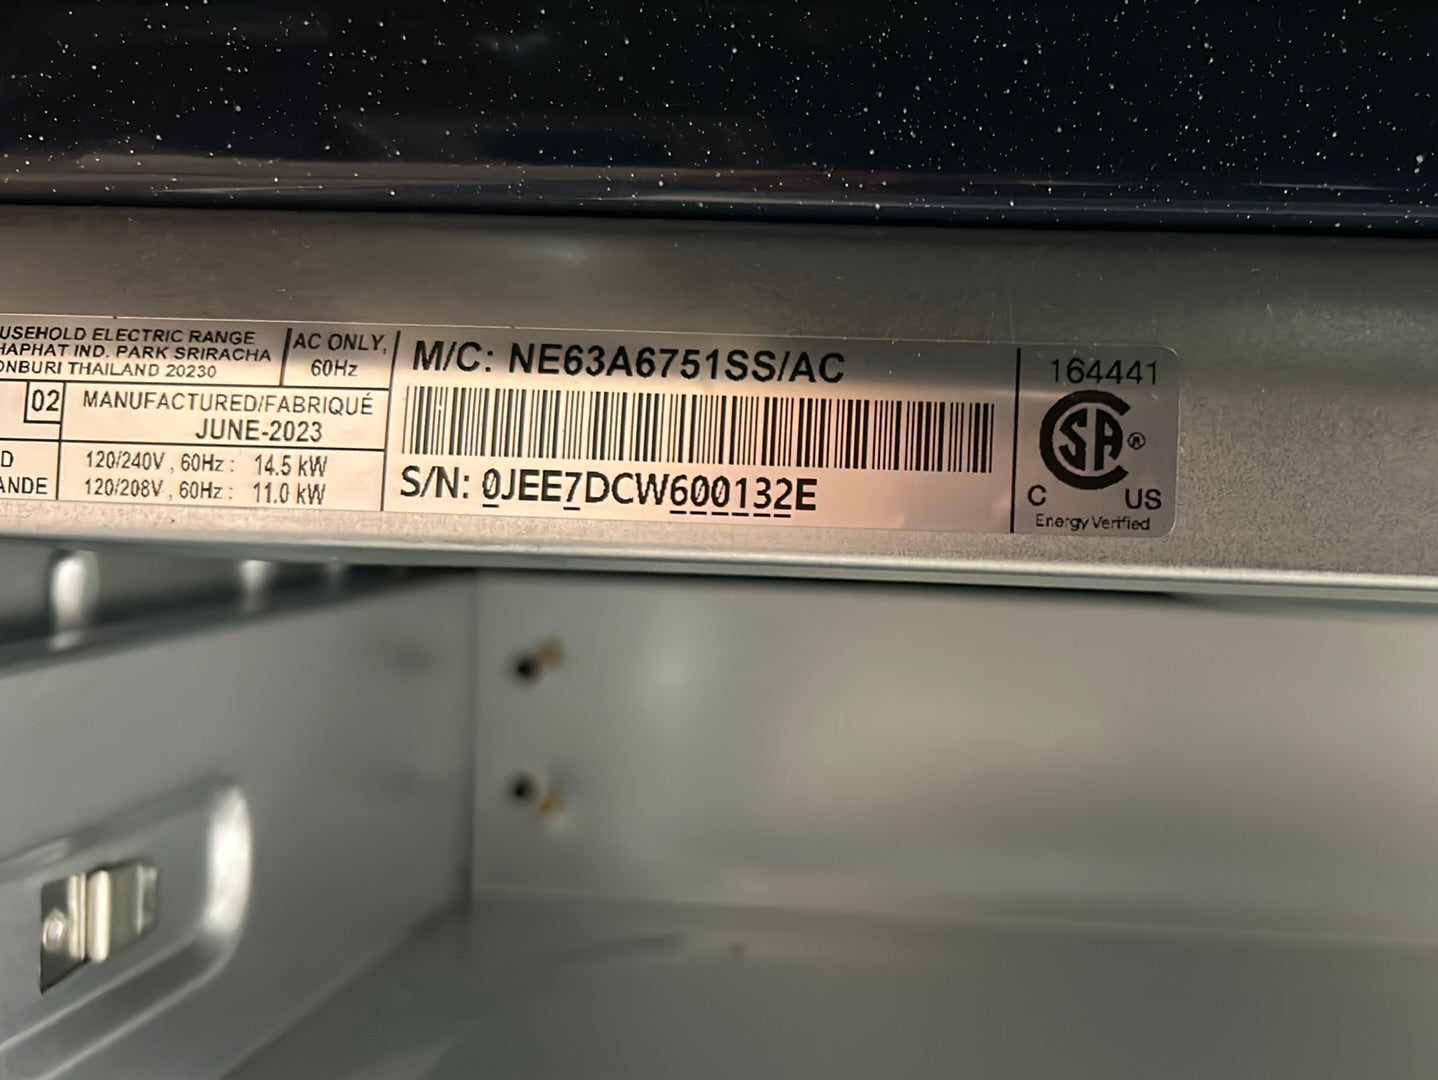 USEHOLD ELECTRIC RANGE
HAPHAT IND. PARK SRIRACHA
ONBURI THAILAND 20230
AC ONLY,
60Hz
02
MANUFACTURED/FABRIQUÉ
JUNE-2023
D
ANDE
120/240V , 60Hz : 14.5 kW
120/208V , 60Hz : 11.0 kW
M/C: NE63A6751SS/AC
S/N: 0JEE7DCW600132E
164441
CSA®
C US
Energy Verified